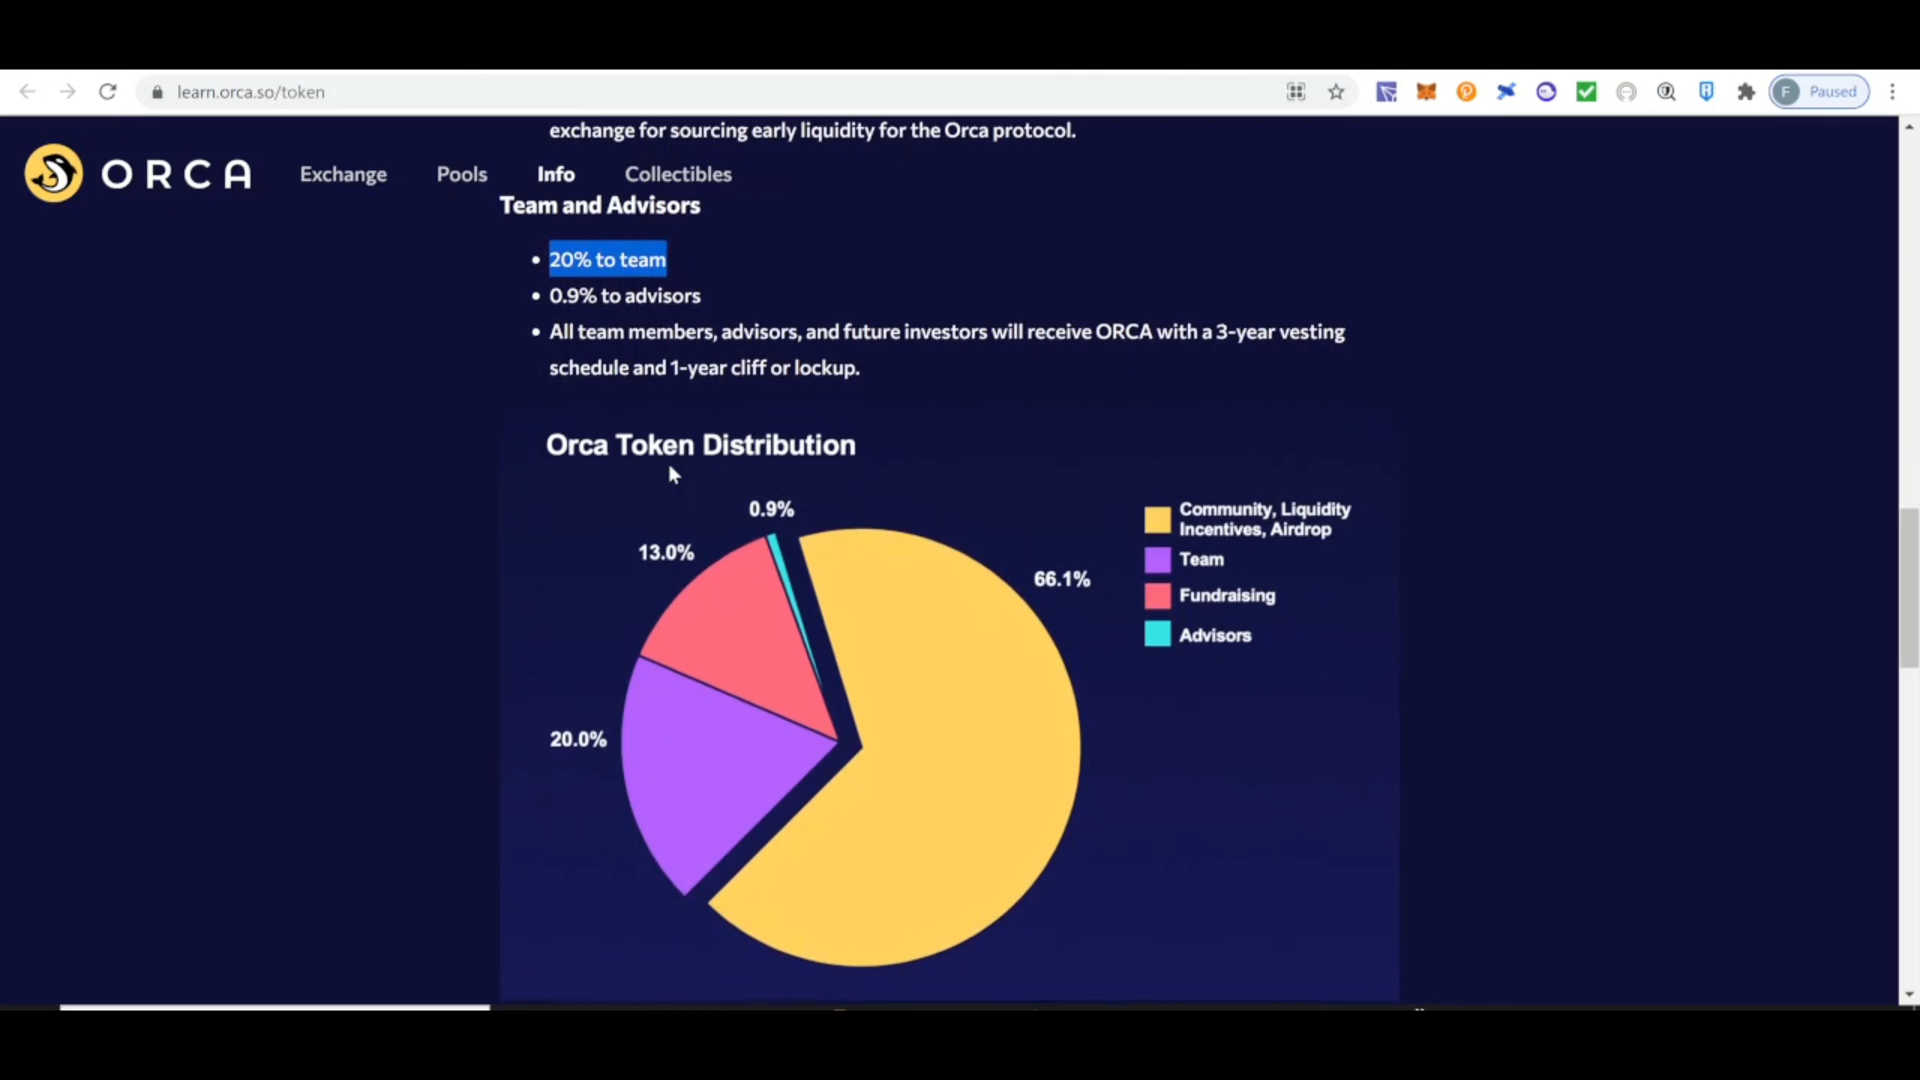 learn.orca.so/token
F Paused
exchange for sourcing early liquidity for the Orca protocol.
ORCA Exchange Pools Info Collectibles
Team and Advisors
• 20% to team
• 0.9% to advisors
• All team members, advisors, and future investors will receive ORCA with a 3-year vesting
schedule and 1-year cliff or lockup.
Orca Token Distribution
0.9%
13.0%
66.1%
20.0%
Community, Liquidity
Incentives, Airdrop
Team
Fundraising
Advisors